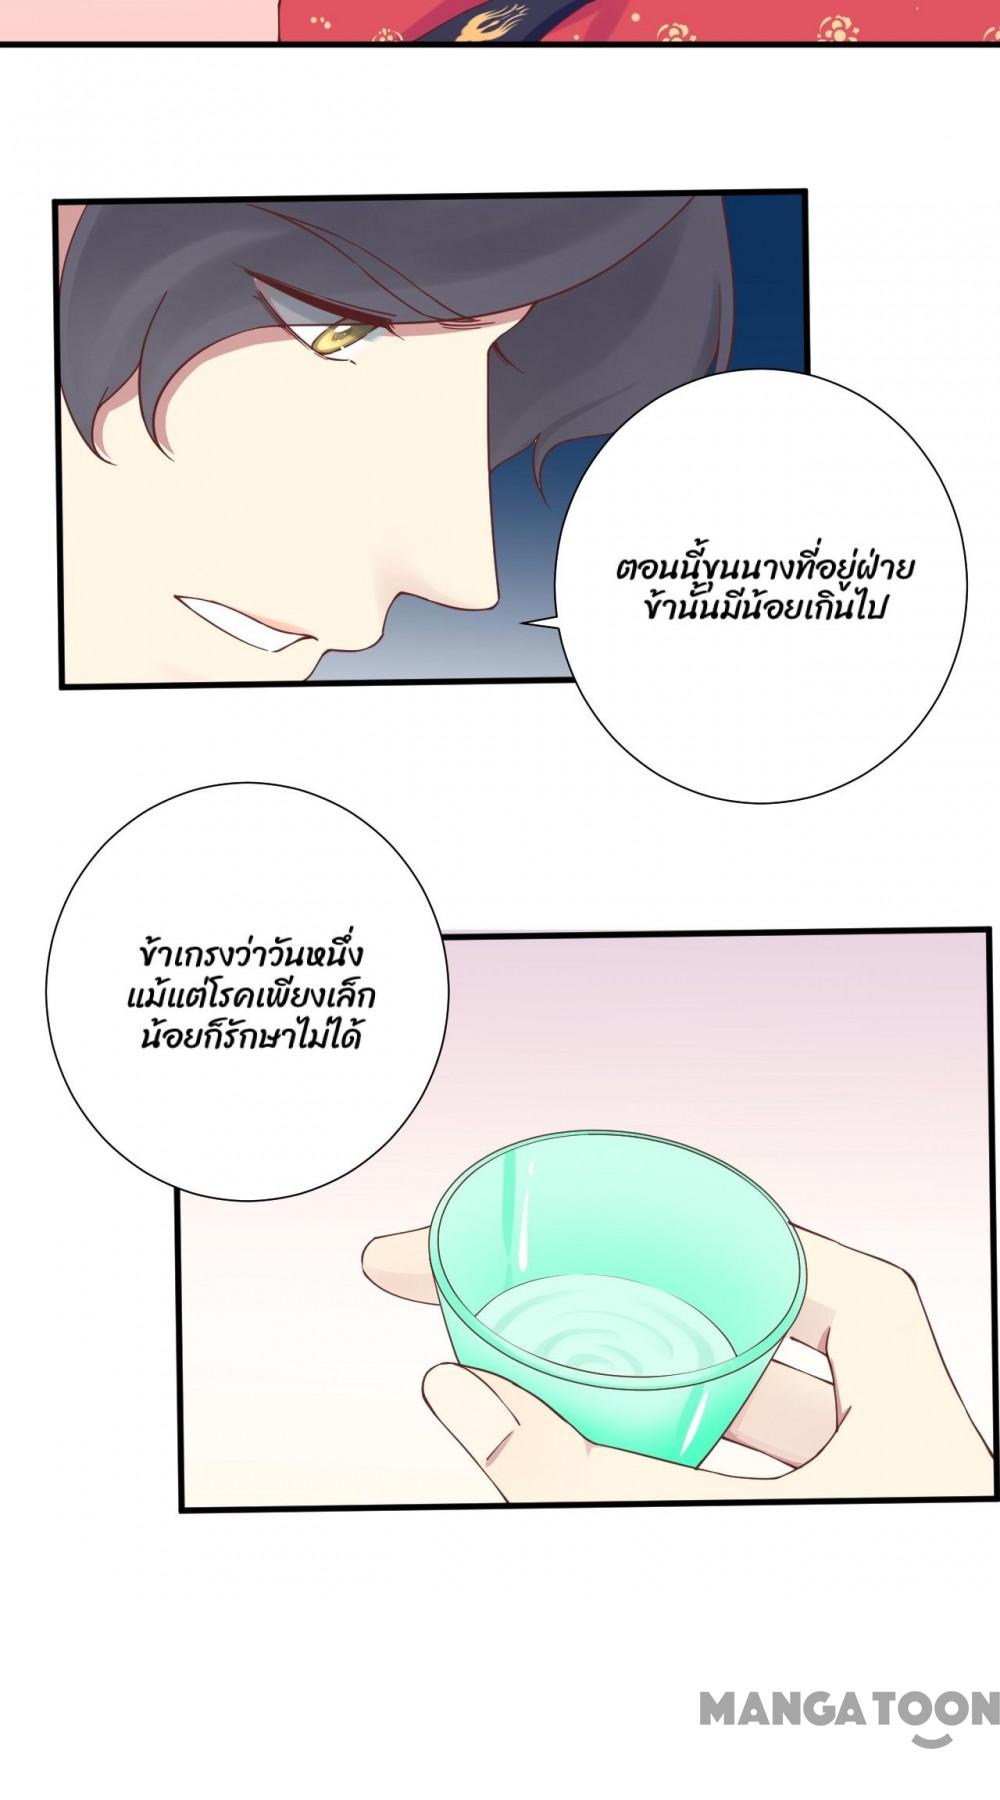 ตอนนี้ขุนนางที่อยู่ฝ่าย
ข้านั้นมีน้อยเกินไป
ข้าเกรงว่าวันหนึ่ง
แม้แต่โรคเพียงเล็ก
น้อยก็รักษาไม่ได้
MANGATOON